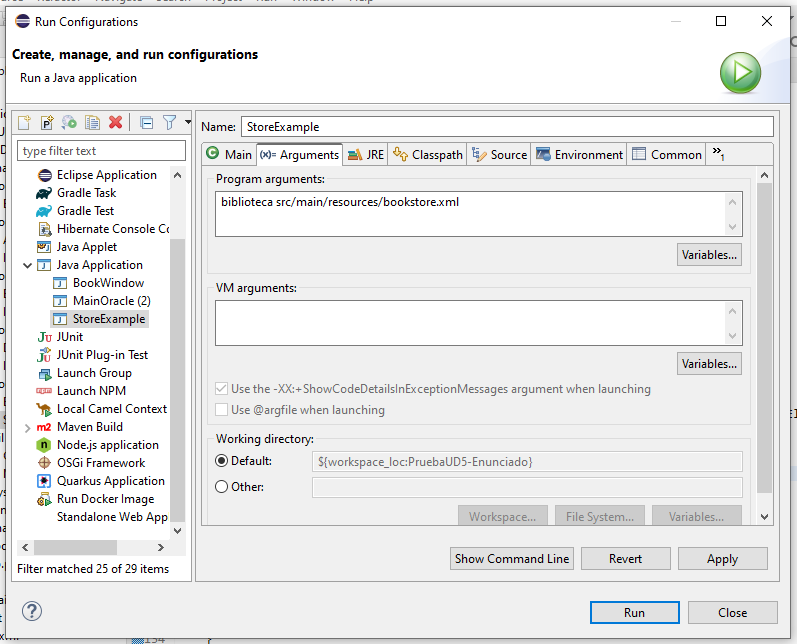 Run Configurations
Create, manage, and run configurations
Run a Java application
Name: StoreExample
type filter text
Eclipse Application
Gradle Task
Gradle Test
Hibernate Console Co
Java Applet
Java Application
BookWindow
MainOracle (2)
StoreExample
JUnit
JUnit Plug-in Test
Launch Group
Launch NPM
Local Camel Context
Maven Build
Node.js application
OSGi Framework
Quarkus Application
Run Docker Image
Standalone Web App
Filter matched 25 of 29 items
Main (x)= Arguments JRE Classpath Source Environment Common »1
Program arguments:
biblioteca src/main/resources/bookstore.xml
Variables...
VM arguments:
Variables...
Use the -XX:+ShowCodeDetailsInExceptionMessages argument when launching
Use @argfile when launching
Working directory:
Default: ${workspace_loc:PruebaUD5-Enunciado}
Other:
Workspace... File System... Variables...
Show Command Line Revert Apply
Run Close